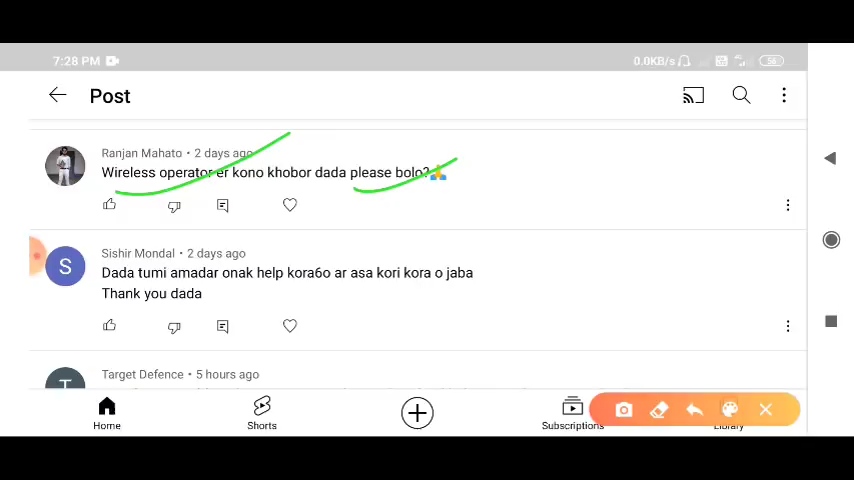 7:28 PM
0.0KB/s
56
Post
Ranjan Mahato • 2 days ago
Wireless operator er kono khobor dada please bolo?🙏
Sishir Mondal • 2 days ago
S
Dada tumi amadar onak help kora6o ar asa kori kora o jaba
Thank you dada
Target Defence • 5 hours ago
T
Home
Shorts
Subscriptions
Library